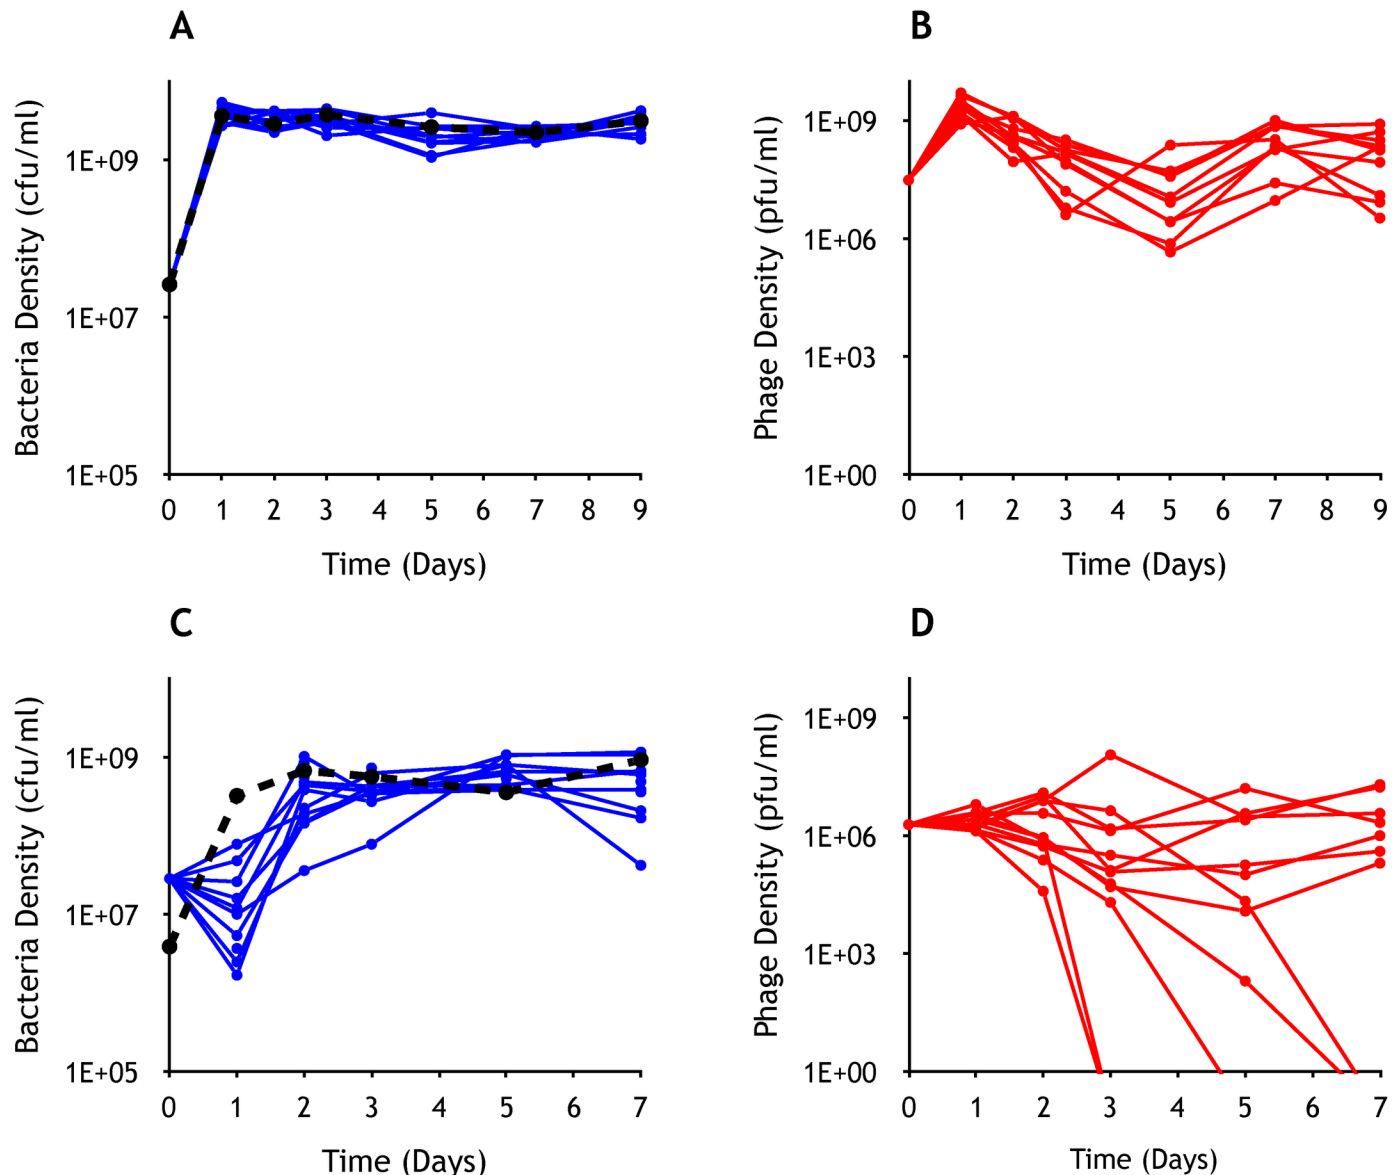 A
Bacteria Density (cfu/ml)
1E+09
1E+07
1E+05
0 1 2 3 4 5 6 7 8 9
Time (Days)
B
Phage Density (pfu/ml)
1E+09
1E+06
1E+03
1E+00
0 1 2 3 4 5 6 7 8 9
Time (Days)
C
Bacteria Density (cfu/ml)
1E+09
1E+07
1E+05
0 1 2 3 4 5 6 7
Time (Days)
D
Phage Density (pfu/ml)
1E+09
1E+06
1E+03
1E+00
0 1 2 3 4 5 6 7
Time (Days)